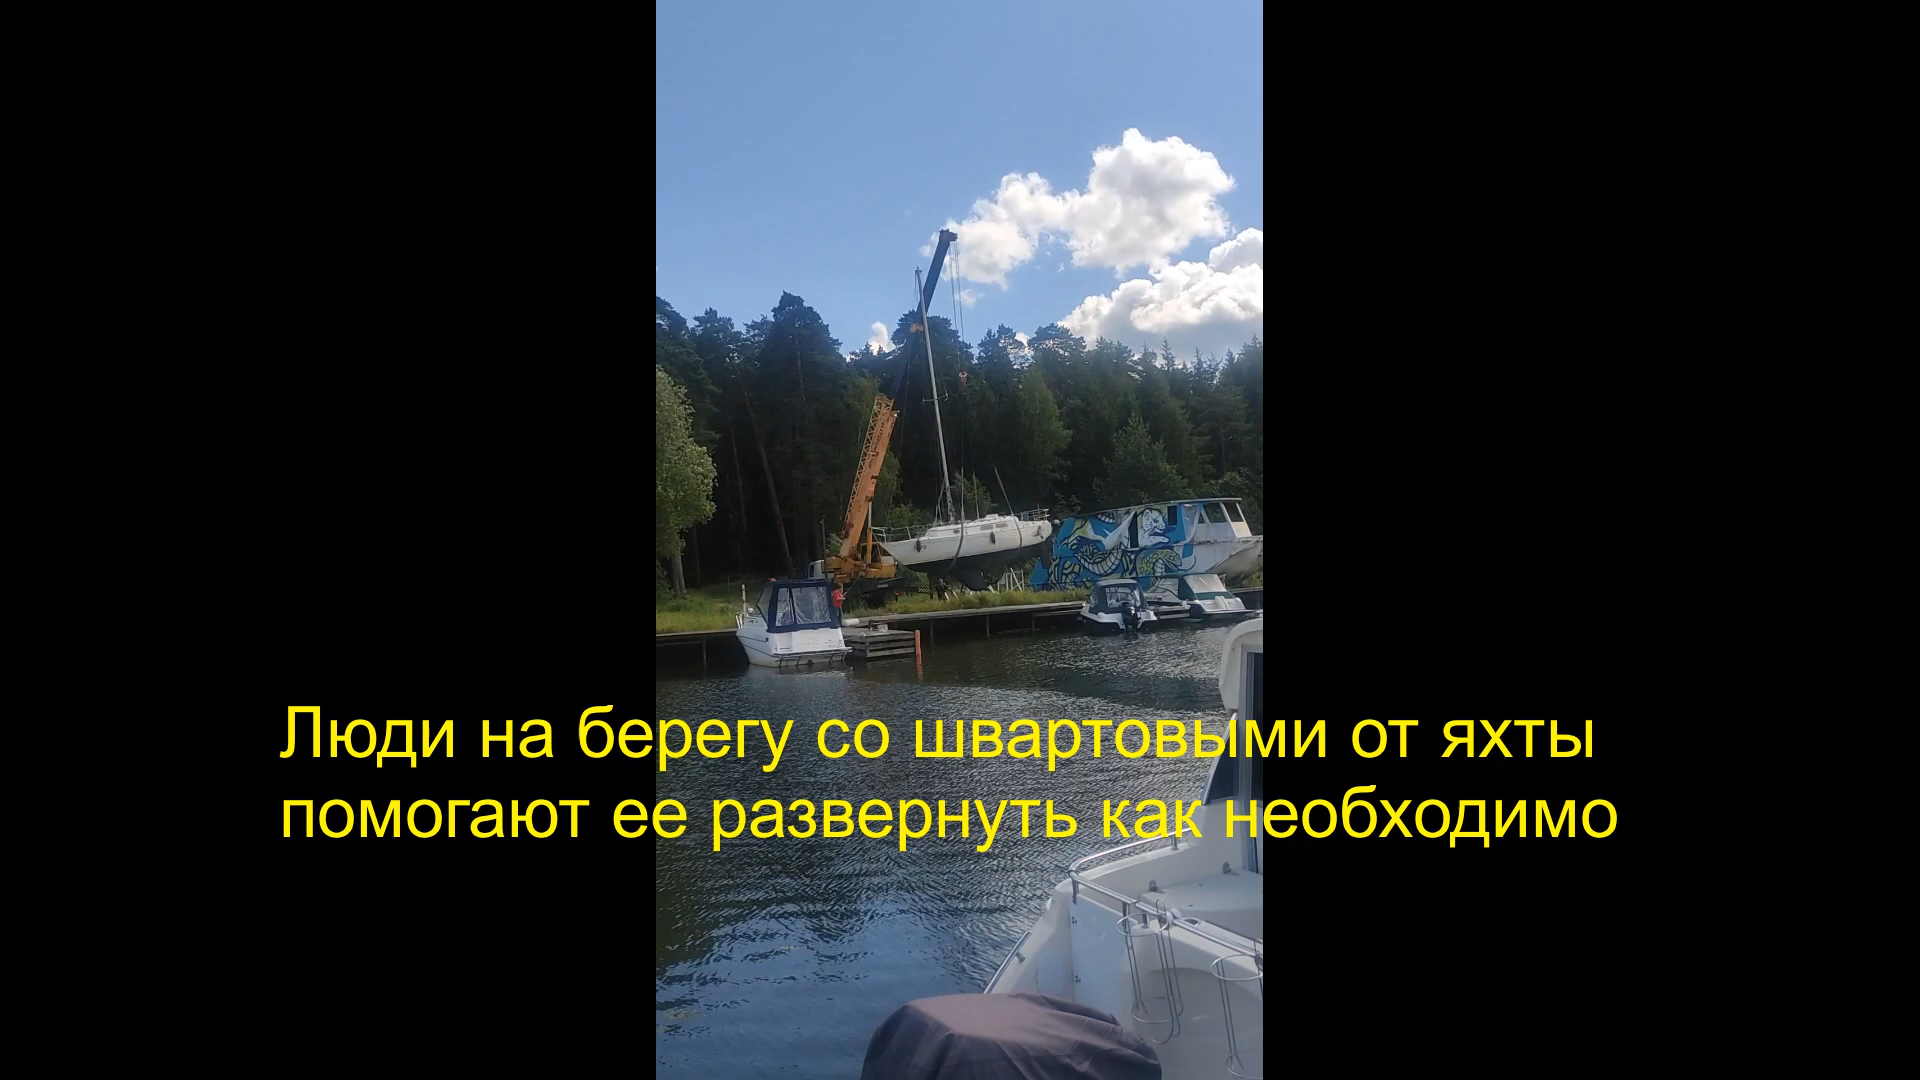 Люди на берегу со швартовыми от яхты
помогают ее развернуть как необходимо